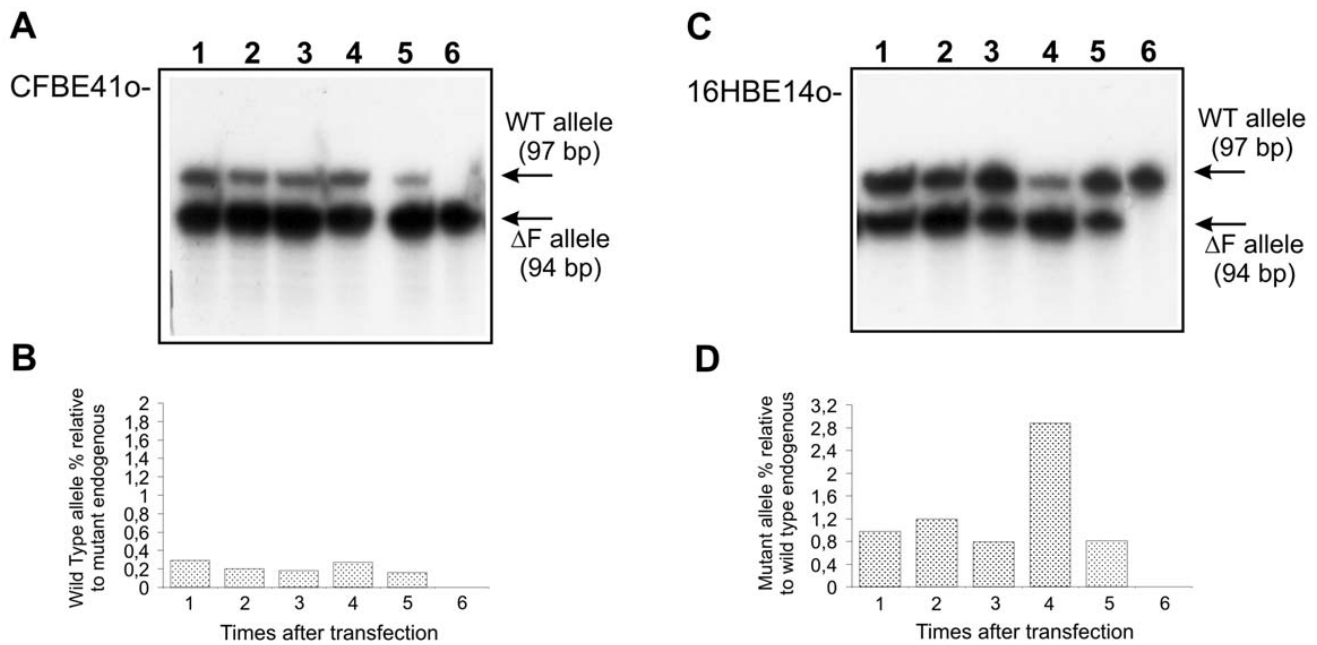 A
1 2 3 4 5 6
CFBE41o-
WT allele
(97 bp)
ΔF allele
(94 bp)
B
Wild Type allele % relative
to mutant endogenous
2
1,8
1,6
1,4
1,2
1
0,8
0,6
0,4
0,2
0
1 2 3 4 5 6
Times after transfection
C
1 2 3 4 5 6
16HBE14o-
WT allele
(97 bp)
ΔF allele
(94 bp)
D
Mutant allele % relative
to wild type endogenous
3,2
2,8
2,4
2
1,6
1,2
0,8
0,4
0
1 2 3 4 5 6
Times after transfection